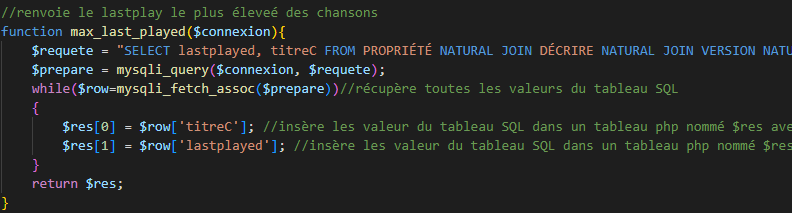 //renvoie le lastplay le plus éleveé des chansons
function max_last_played($connexion){
$requete = "SELECT lastplayed, titreC FROM PROPRIÉTÉ NATURAL JOIN DÉCRIRE NATURAL JOIN VERSION NATU
$prepare = mysqli_query($connexion, $requete);
while($row=mysqli_fetch_assoc($prepare))//récupère toutes les valeurs du tableau SQL
{
$res[0] = $row['titreC']; //insère les valeur du tableau SQL dans un tableau php nommé $res ave
$res[1] = $row['lastplayed']; //insère les valeur du tableau SQL dans un tableau php nommé $res
}
return $res;
}